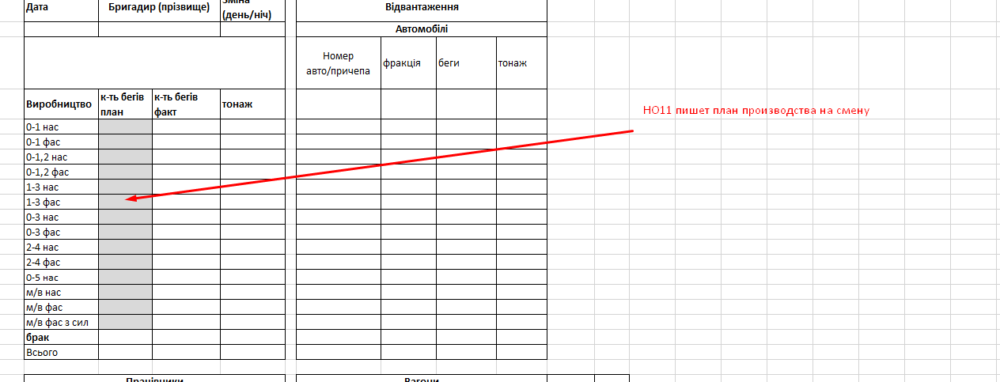 Дата Бригадир (прізвище) Зміна (день/ніч) Відвантаження
Автомобілі
Номер авто/причепа фракція беги тонаж
Виробництво к-ть бегів план к-ть бегів факт тонаж
НО11 пишет план производства на смену
0-1 нас
0-1 фас
0-1,2 нас
0-1,2 фас
1-3 нас
1-3 фас
0-3 нас
0-3 фас
2-4 нас
2-4 фас
0-5 нас
м/в нас
м/в фас
м/в фас з сил
брак
Всього
Працівники Вагони